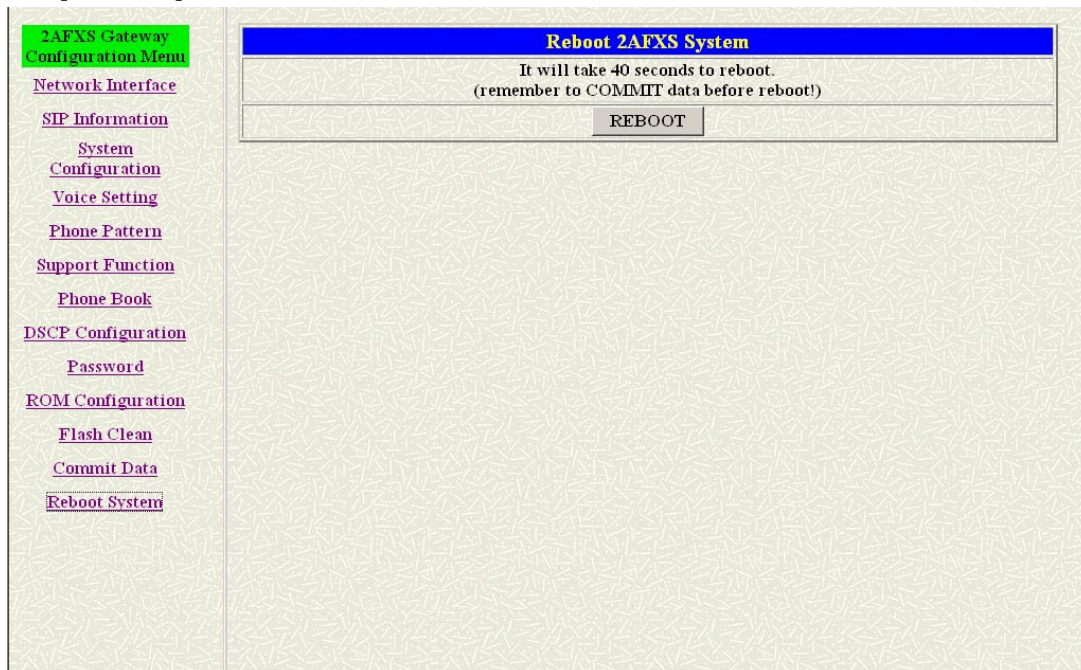 2AFXS Gateway
Configuration Menu
Network Interface
SIP Information
System
Configuration
Voice Setting
Phone Pattern
Support Function
Phone Book
DSCP Configuration
Password
ROM Configuration
Flash Clean
Commit Data
Reboot System
Reboot 2AFXS System
It will take 40 seconds to reboot.
(remember to COMMIT data before reboot!)
REBOOT